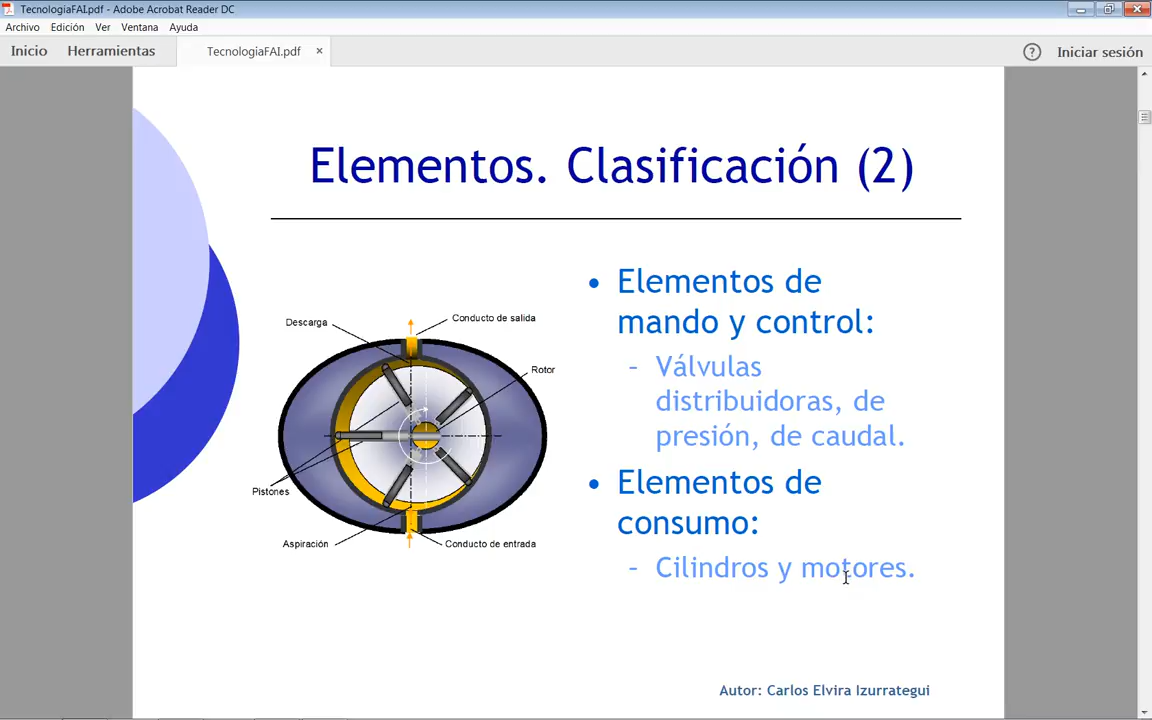 TecnologiaFAI.pdf - Adobe Acrobat Reader DC
Archivo Edición Ver Ventana Ayuda
Inicio Herramientas TecnologiaFAI.pdf × ? Iniciar sesión
Elementos. Clasificación (2)
Descarga
Conducto de salida
Rotor
Pistones
Aspiración
Conducto de entrada
• Elementos de
mando y control:
- Válvulas
distribuidoras, de
presión, de caudal.
• Elementos de
consumo:
- Cilindros y motores.
Autor: Carlos Elvira Izurrategui